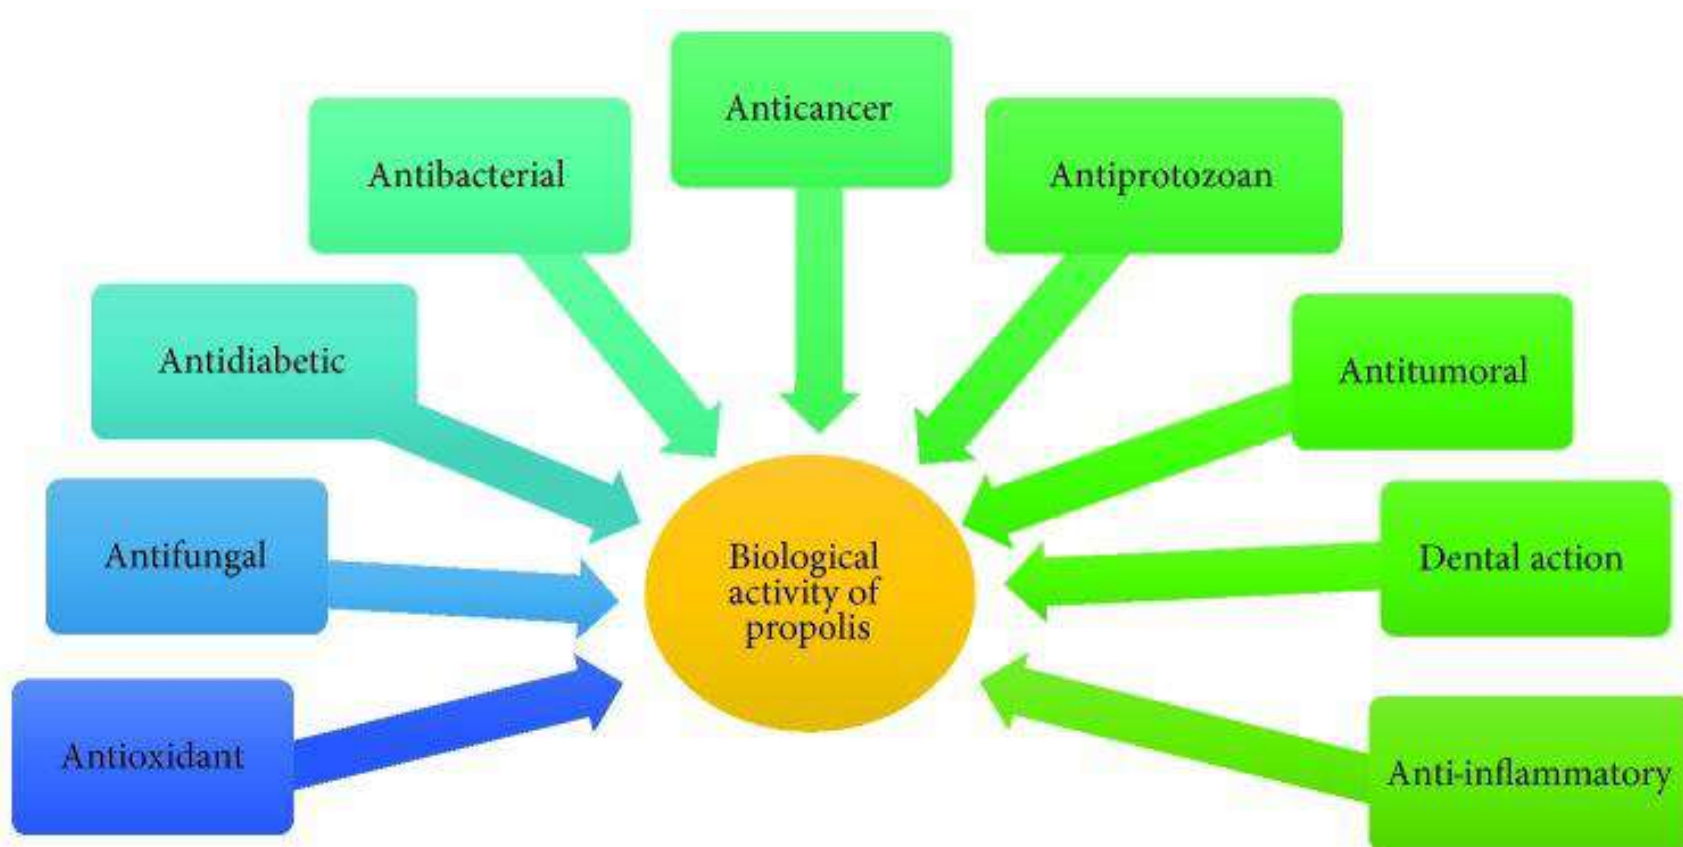 Anticancer
Antibacterial
Antiprotozoan
Antidiabetic
Antitumoral
Antifungal
Biological
activity of
propolis
Dental action
Antioxidant
Anti-inflammatory